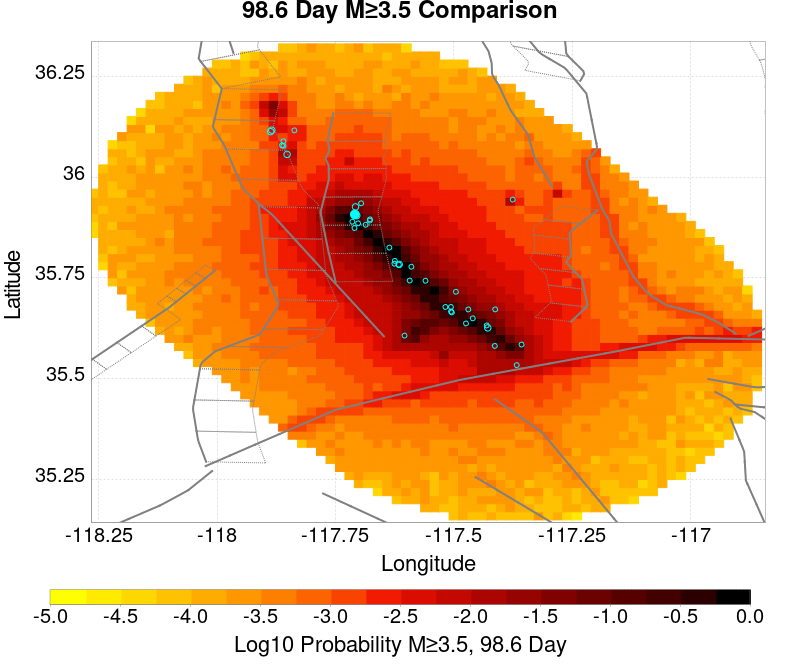 98.6 Day M≥3.5 Comparison
36.25
36
35.75
35.5
35.25
Latitude
-118.25 -118 -117.75 -117.5 -117.25 -117
Longitude
-5.0 -4.5 -4.0 -3.5 -3.0 -2.5 -2.0 -1.5 -1.0 -0.5 0.0
Log10 Probability M≥3.5, 98.6 Day